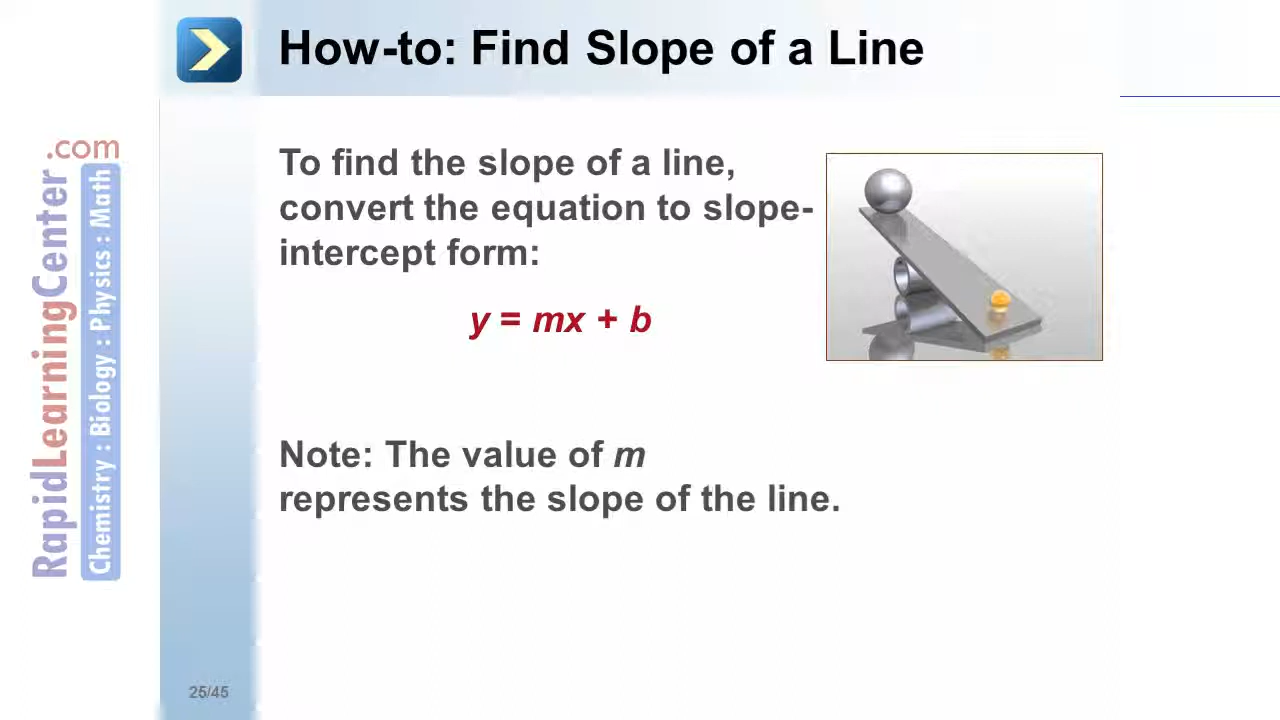 How-to: Find Slope of a Line
To find the slope of a line,
convert the equation to slope-
intercept form:
y = mx + b
Note: The value of m
represents the slope of the line.
RapidLearningCenter.com
Chemistry : Biology : Physics : Math
25/45